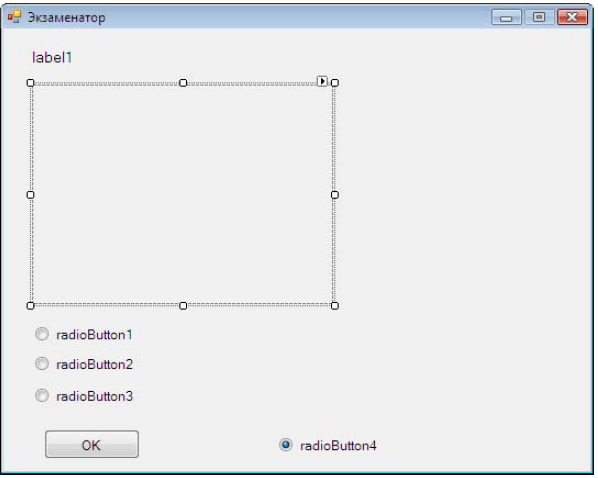 Экзаменатор
label1
radioButton1
radioButton2
radioButton3
OK
radioButton4